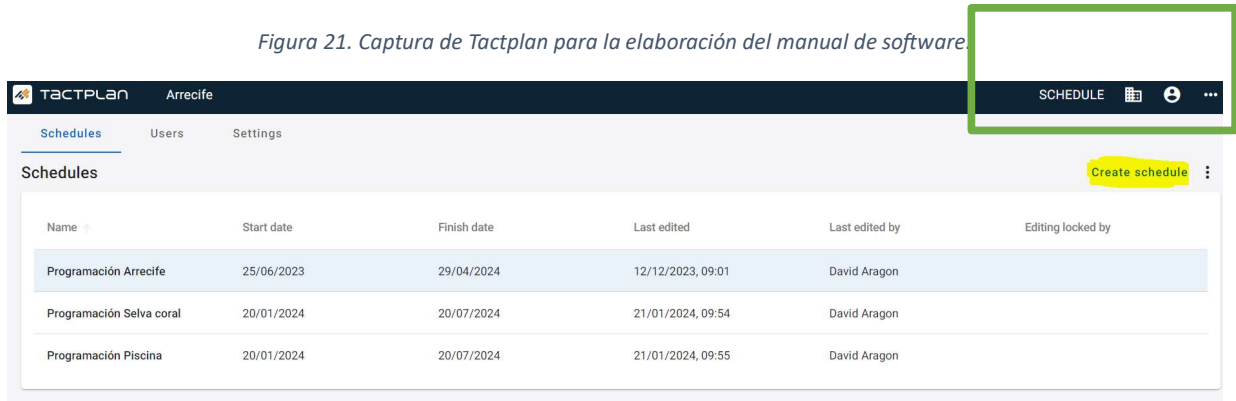 Figura 21. Captura de Tactplan para la elaboración del manual de software.
TACTPLAN Arrecife SCHEDULE
Schedules Users Settings
Schedules Create schedule
Name Start date Finish date Last edited Last edited by Editing locked by
Programación Arrecife 25/06/2023 29/04/2024 12/12/2023, 09:01 David Aragon
Programación Selva coral 20/01/2024 20/07/2024 21/01/2024, 09:54 David Aragon
Programación Piscina 20/01/2024 20/07/2024 21/01/2024, 09:55 David Aragon